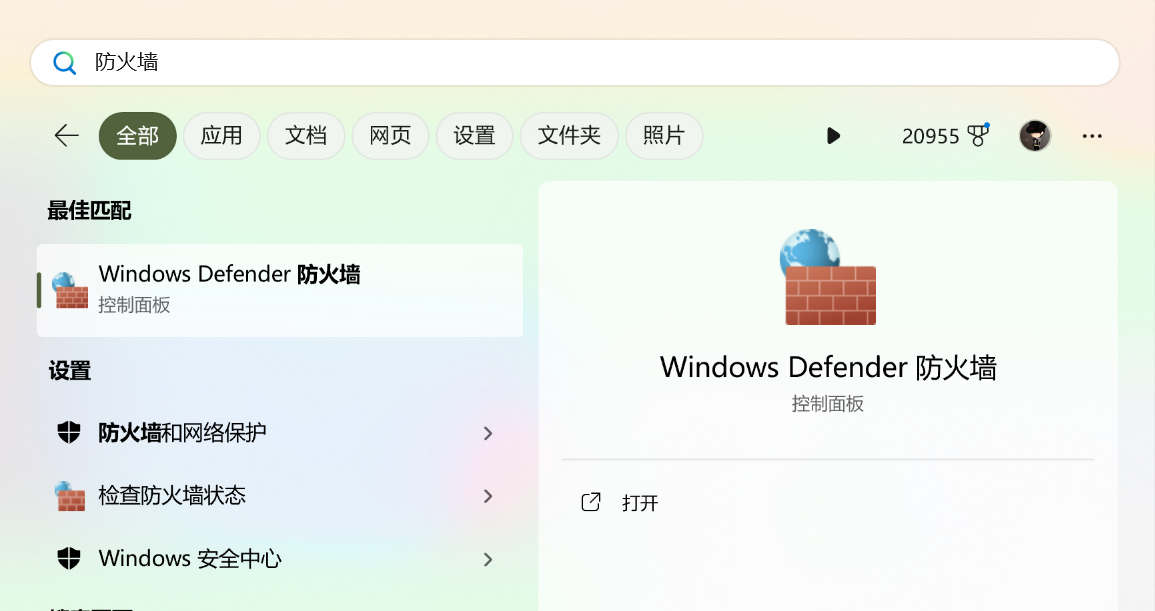 防火墙
全部 应用 文档 网页 设置 文件夹 照片 20955
最佳匹配
Windows Defender 防火墙
控制面板
设置
防火墙和网络保护
检查防火墙状态
Windows 安全中心
Windows Defender 防火墙
控制面板
打开